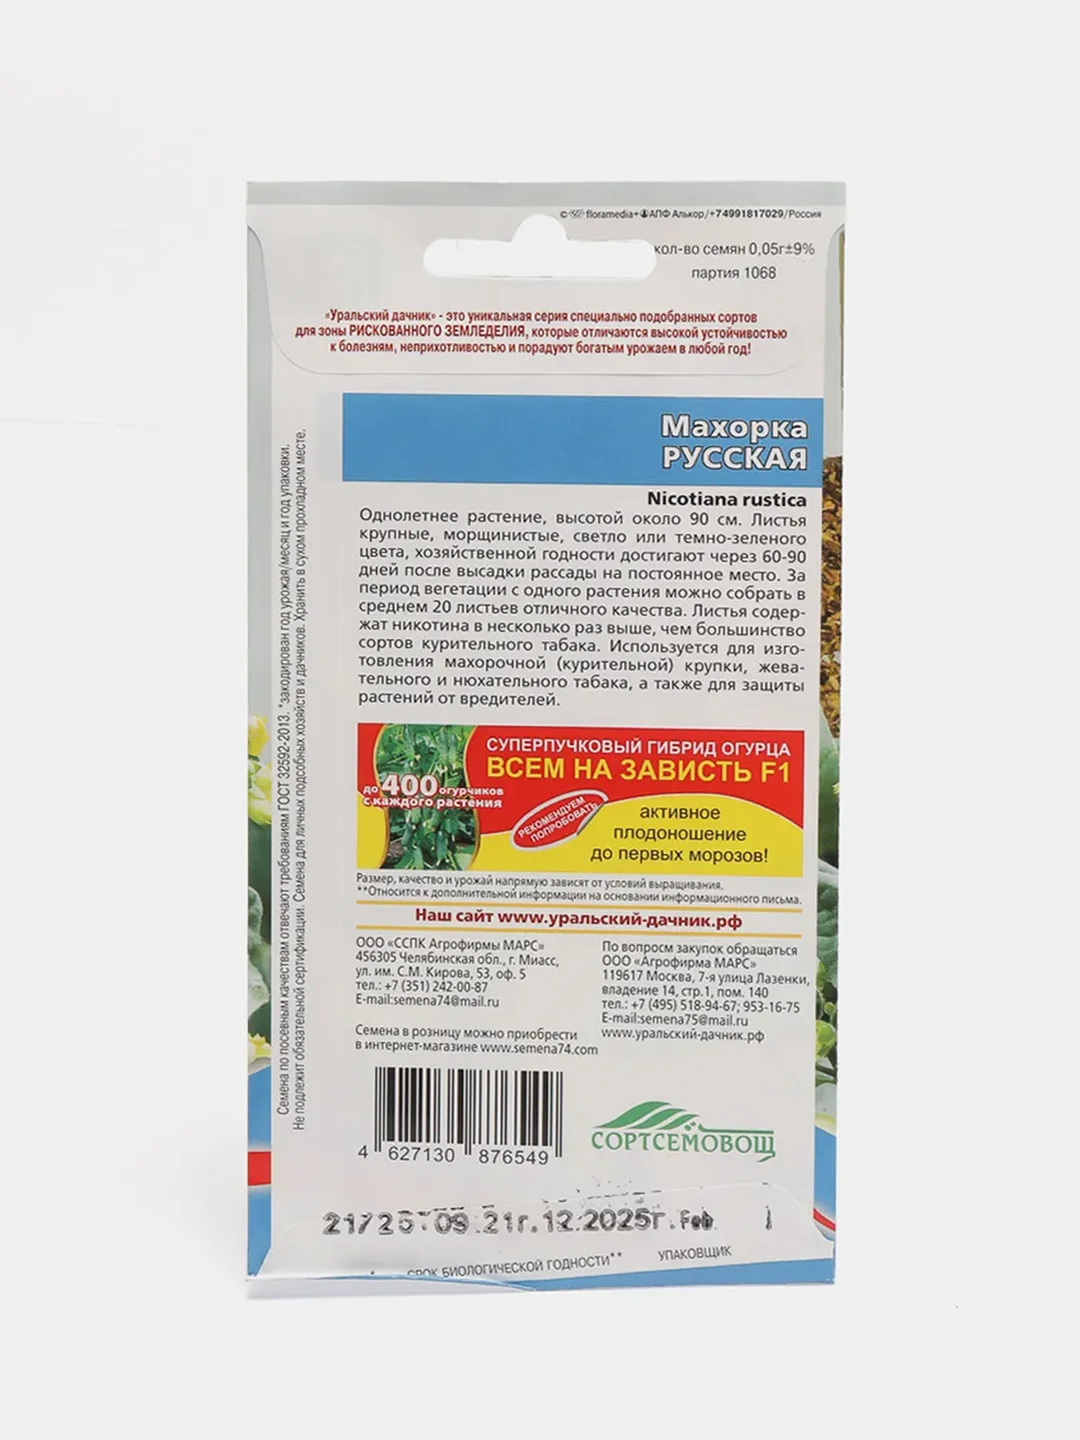 ©floramedia+АПФ Алькор/+74991817029/Россия
кол-во семян 0,05г±9%
партия 1068
«Уральский дачник» - это уникальная серия специально подобранных сортов
для зоны РИСКОВАННОГО ЗЕМЛЕДЕЛИЯ, которые отличаются высокой устойчивостью
к болезням, неприхотливостью и порадуют богатым урожаем в любой год!
Махорка
РУССКАЯ
Nicotiana rustica
Однолетнее растение, высотой около 90 см. Листья
крупные, морщинистые, светло или темно-зеленого
цвета, хозяйственной годности достигают через 60-90
дней после высадки рассады на постоянное место. За
период вегетации с одного растения можно собрать в
среднем 20 листьев отличного качества. Листья содер-
жат никотина в несколько раз выше, чем большинство
сортов курительного табака. Используется для изго-
товления махорочной (курительной) крупки, жева-
тельного и нюхательного табака, а также для защиты
растений от вредителей.
СУПЕРПУЧКОВЫЙ ГИБРИД ОГУРЦА
ВСЕМ НА ЗАВИСТЬ F1
до 400 огурчиков
с каждого растения
РЕКОМЕНДУЕМ
ПОПРОБОВАТЬ
активное
плодоношение
до первых морозов!
Размер, качество и урожай напрямую зависят от условий выращивания.
**Относится к дополнительной информации на основании информационного письма.
Наш сайт www.уральский-дачник.рф
ООО «ССПК Агрофирмы МАРС»
456305 Челябинская обл., г. Миасс,
ул. им. С.М. Кирова, 53, оф. 5
тел.: +7 (351) 242-00-87
E-mail:semena74@mail.ru
Семена в розницу можно приобрести
в интернет-магазине www.semena74.com
По вопросм закупок обращаться
ООО «Агрофирма МАРС»
119617 Москва, 7-я улица Лазенки,
владение 14, стр.1, пом. 140
тел.: +7 (495) 518-94-67; 953-16-75
E-mail:semena75@mail.ru
www.уральский-дачник.рф
4 627130 876549
СОРТСЕМОВОЩ
21/25 09 21г. 12.2025г. Feb
* СРОК БИОЛОГИЧЕСКОЙ ГОДНОСТИ** УПАКОВЩИК
Семена по посевным качествам отвечают требованиям ГОСТ 32592-2013. *закодирован год урожая/месяц и год упаковки.
Не подлежит обязательной сертификации. Семена для личных подсобных хозяйств и дачников. Хранить в сухом прохладном месте.